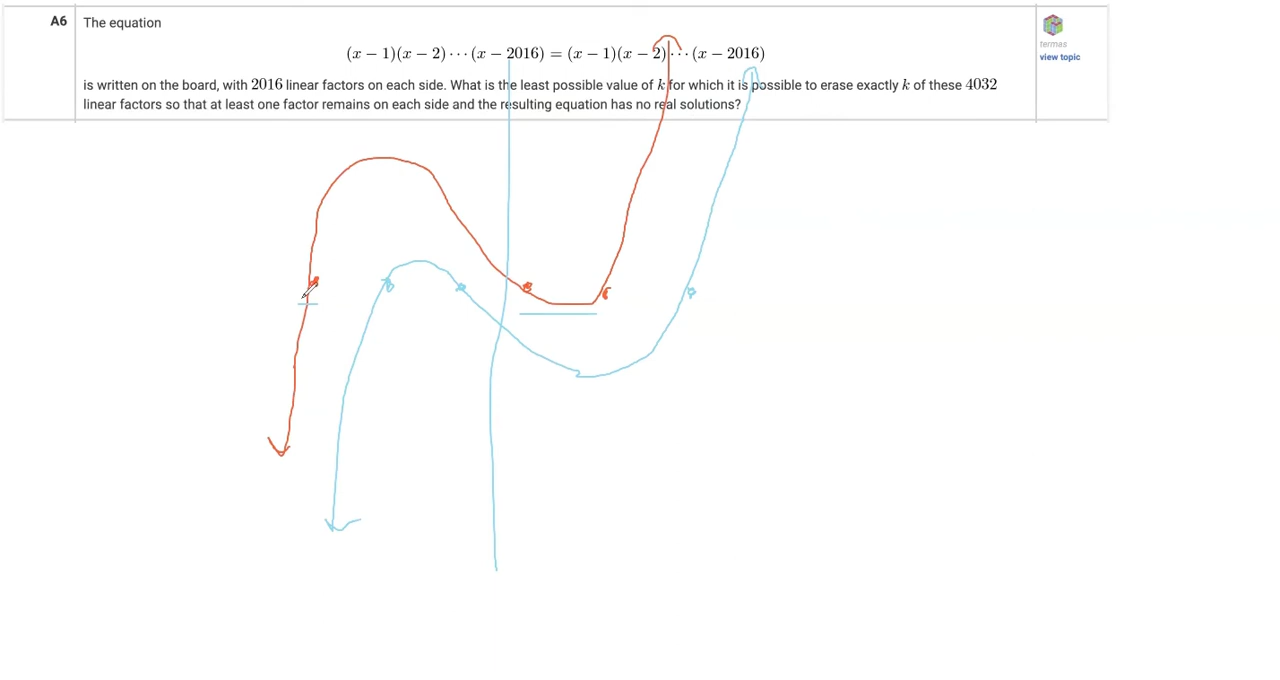 A6 The equation
(x − 1)(x − 2) · · · (x − 2016) = (x − 1)(x − 2) · · · (x − 2016)
is written on the board, with 2016 linear factors on each side. What is the least possible value of k for which it is possible to erase exactly k of these 4032
linear factors so that at least one factor remains on each side and the resulting equation has no real solutions?
termas
view topic